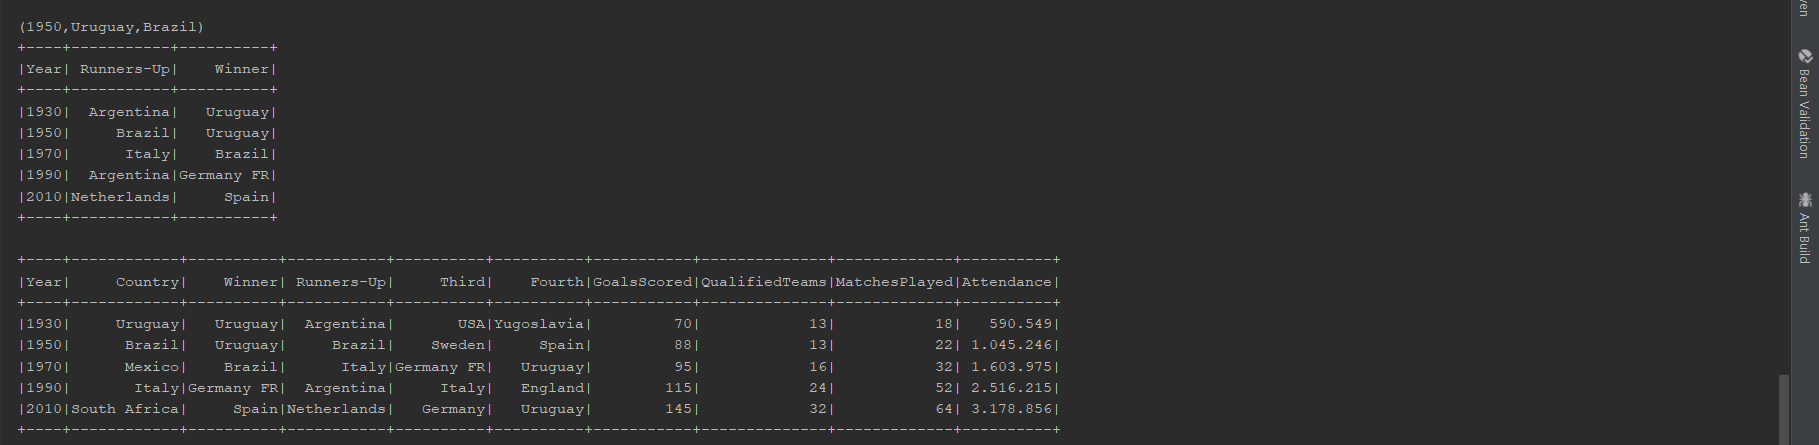 (1950,Uruguay,Brazil)
+----+-----------+----------+
|Year| Runners-Up|    Winner|
+----+-----------+----------+
|1930|  Argentina|   Uruguay|
|1950|     Brazil|   Uruguay|
|1970|      Italy|    Brazil|
|1990|  Argentina|Germany FR|
|2010|Netherlands|     Spain|
+----+-----------+----------+
+----+------------+----------+-----------+----------+----------+-----------+--------------+-------------+----------+
|Year|     Country|    Winner| Runners-Up|     Third|    Fourth|GoalsScored|QualifiedTeams|MatchesPlayed|Attendance|
+----+------------+----------+-----------+----------+----------+-----------+--------------+-------------+----------+
|1930|     Uruguay|   Uruguay|  Argentina|       USA|Yugoslavia|         70|            13|           18|   590.549|
|1950|      Brazil|   Uruguay|     Brazil|    Sweden|     Spain|         88|            13|           22| 1.045.246|
|1970|      Mexico|    Brazil|      Italy|Germany FR|   Uruguay|         95|            16|           32| 1.603.975|
|1990|       Italy|Germany FR|  Argentina|     Italy|   England|        115|            24|           52| 2.516.215|
|2010|South Africa|     Spain|Netherlands|   Germany|   Uruguay|        145|            32|           64| 3.178.856|
+----+------------+----------+-----------+----------+----------+-----------+--------------+-------------+----------+
Bean Validation
Ant Build